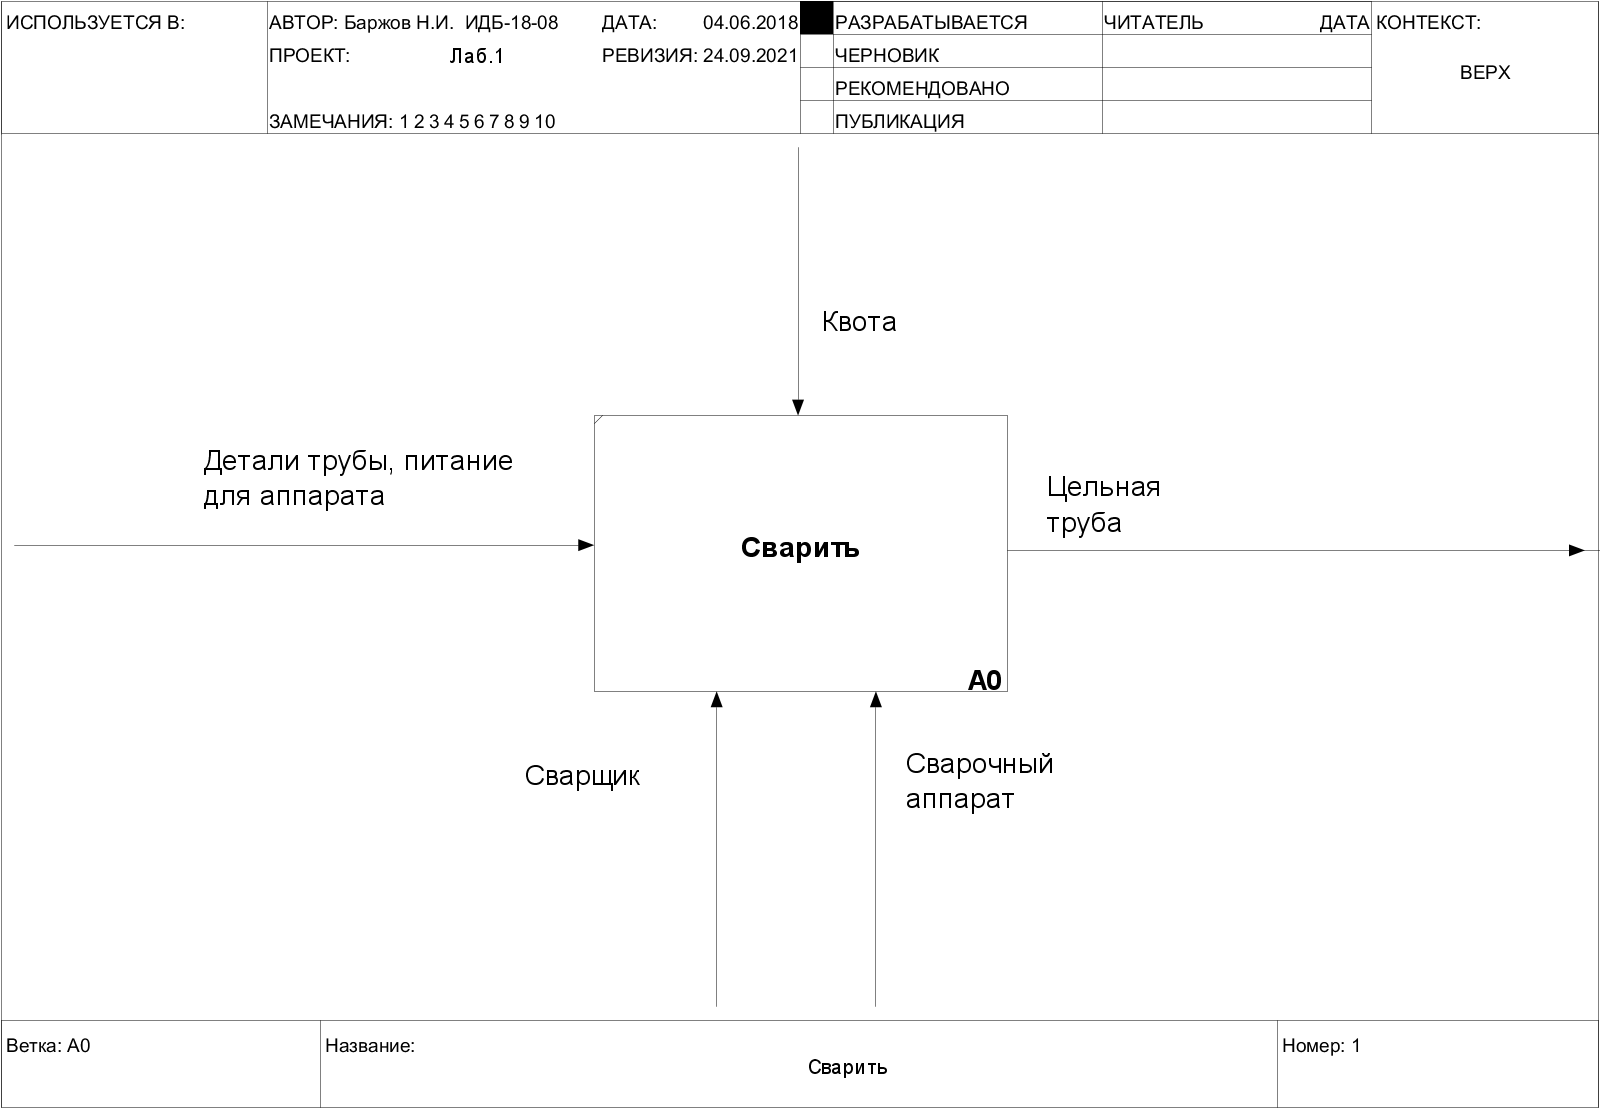 ИСПОЛЬЗУЕТСЯ В:
АВТОР: Баржов Н.И. ИДБ-18-08
ДАТА: 04.06.2018
ПРОЕКТ: Лаб.1
РЕВИЗИЯ: 24.09.2021
ЗАМЕЧАНИЯ: 1 2 3 4 5 6 7 8 9 10
РАЗРАБАТЫВАЕТСЯ
ЧЕРНОВИК
РЕКОМЕНДОВАНО
ПУБЛИКАЦИЯ
ЧИТАТЕЛЬ ДАТА
КОНТЕКСТ:
ВЕРХ
Квота
Детали трубы, питание
для аппарата
Цельная
труба
Сварить
A0
Сварщик
Сварочный
аппарат
Ветка: A0
Название:
Сварить
Номер: 1